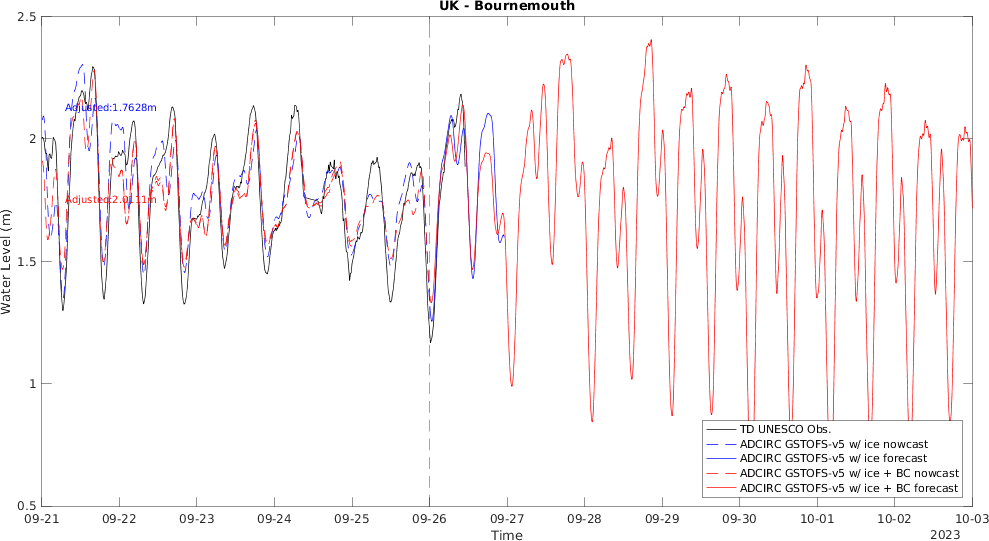 UK - Bournemouth
2.5
2
1.5
1
0.5
Water Level (m)
Adjusted:1.7628m
Adjusted:2.0111m
TD UNESCO Obs.
ADCIRC GSTOFS-v5 w/ ice nowcast
ADCIRC GSTOFS-v5 w/ ice forecast
ADCIRC GSTOFS-v5 w/ ice + BC nowcast
ADCIRC GSTOFS-v5 w/ ice + BC forecast
09-21 09-22 09-23 09-24 09-25 09-26 09-27 09-28 09-29 09-30 10-01 10-02 10-03
Time
2023